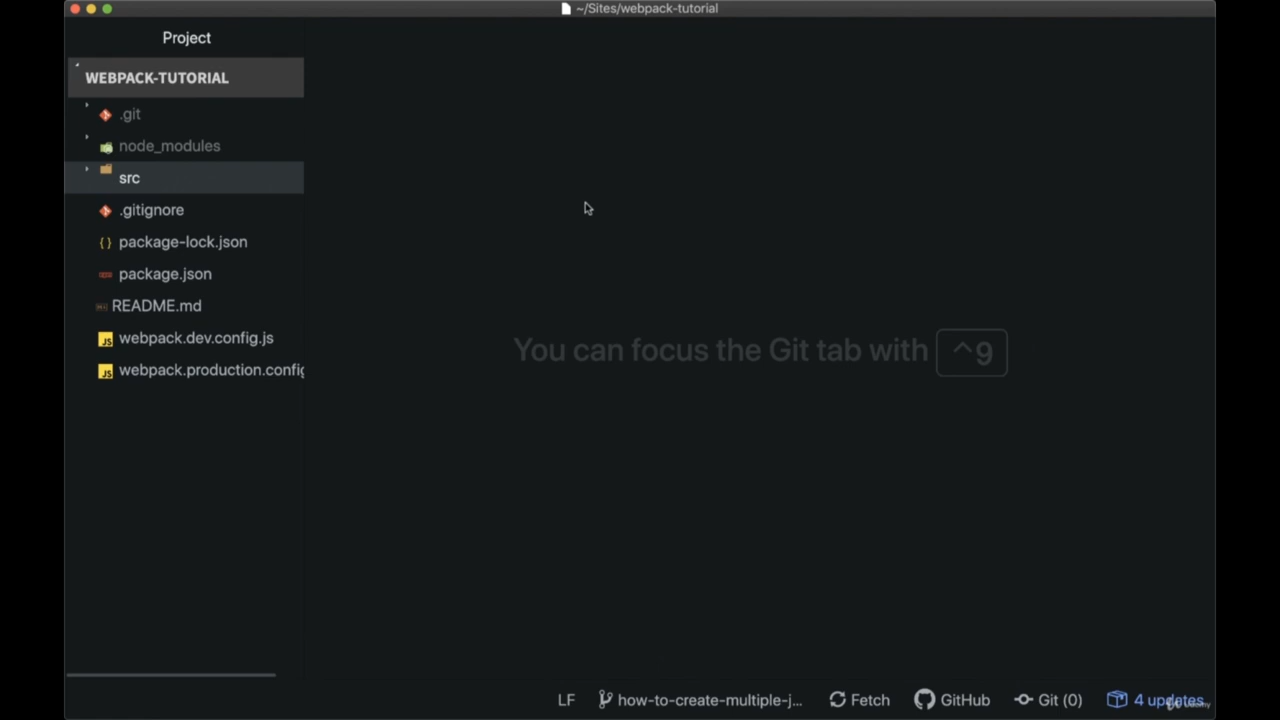 ~/Sites/webpack-tutorial
Project
WEBPACK-TUTORIAL
.git
node_modules
src
.gitignore
package-lock.json
package.json
README.md
webpack.dev.config.js
webpack.production.config
You can focus the Git tab with ^9
LF how-to-create-multiple-j... Fetch GitHub Git (0) 4 updates